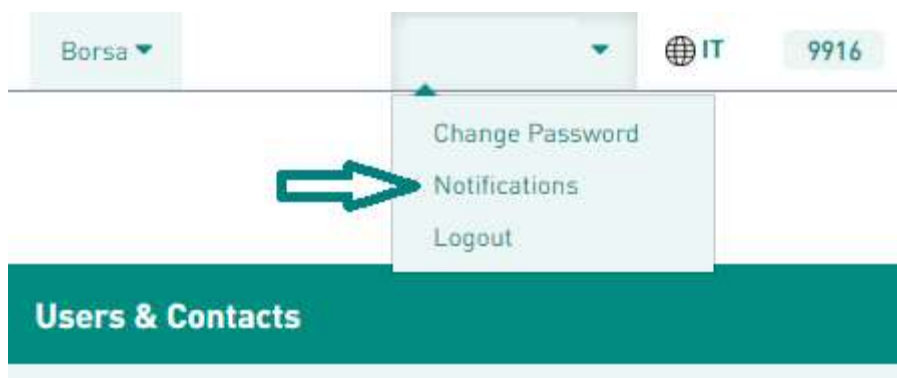 Borsa IT 9916
Change Password
Notifications
Logout
Users & Contacts